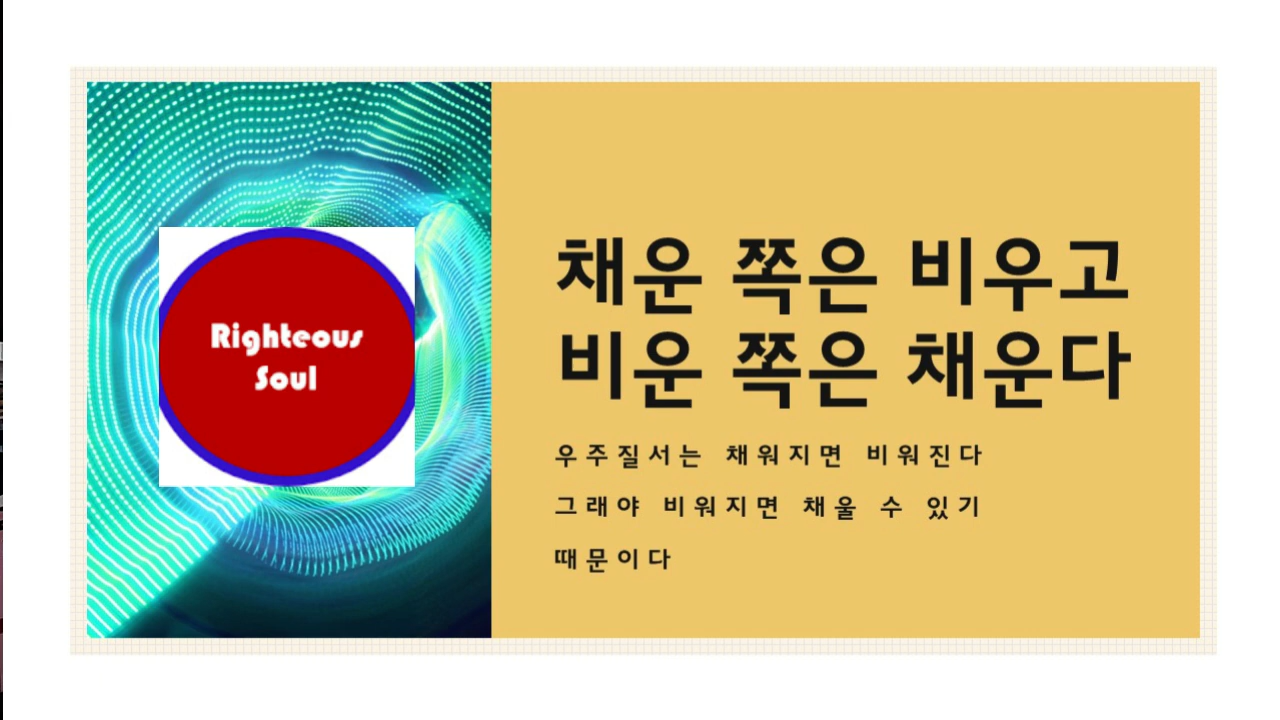 Righteous
Soul
채운 쪽은 비우고
비운 쪽은 채운다
우주질서는 채워지면 비워진다
그래야 비워지면 채울 수 있기
때문이다